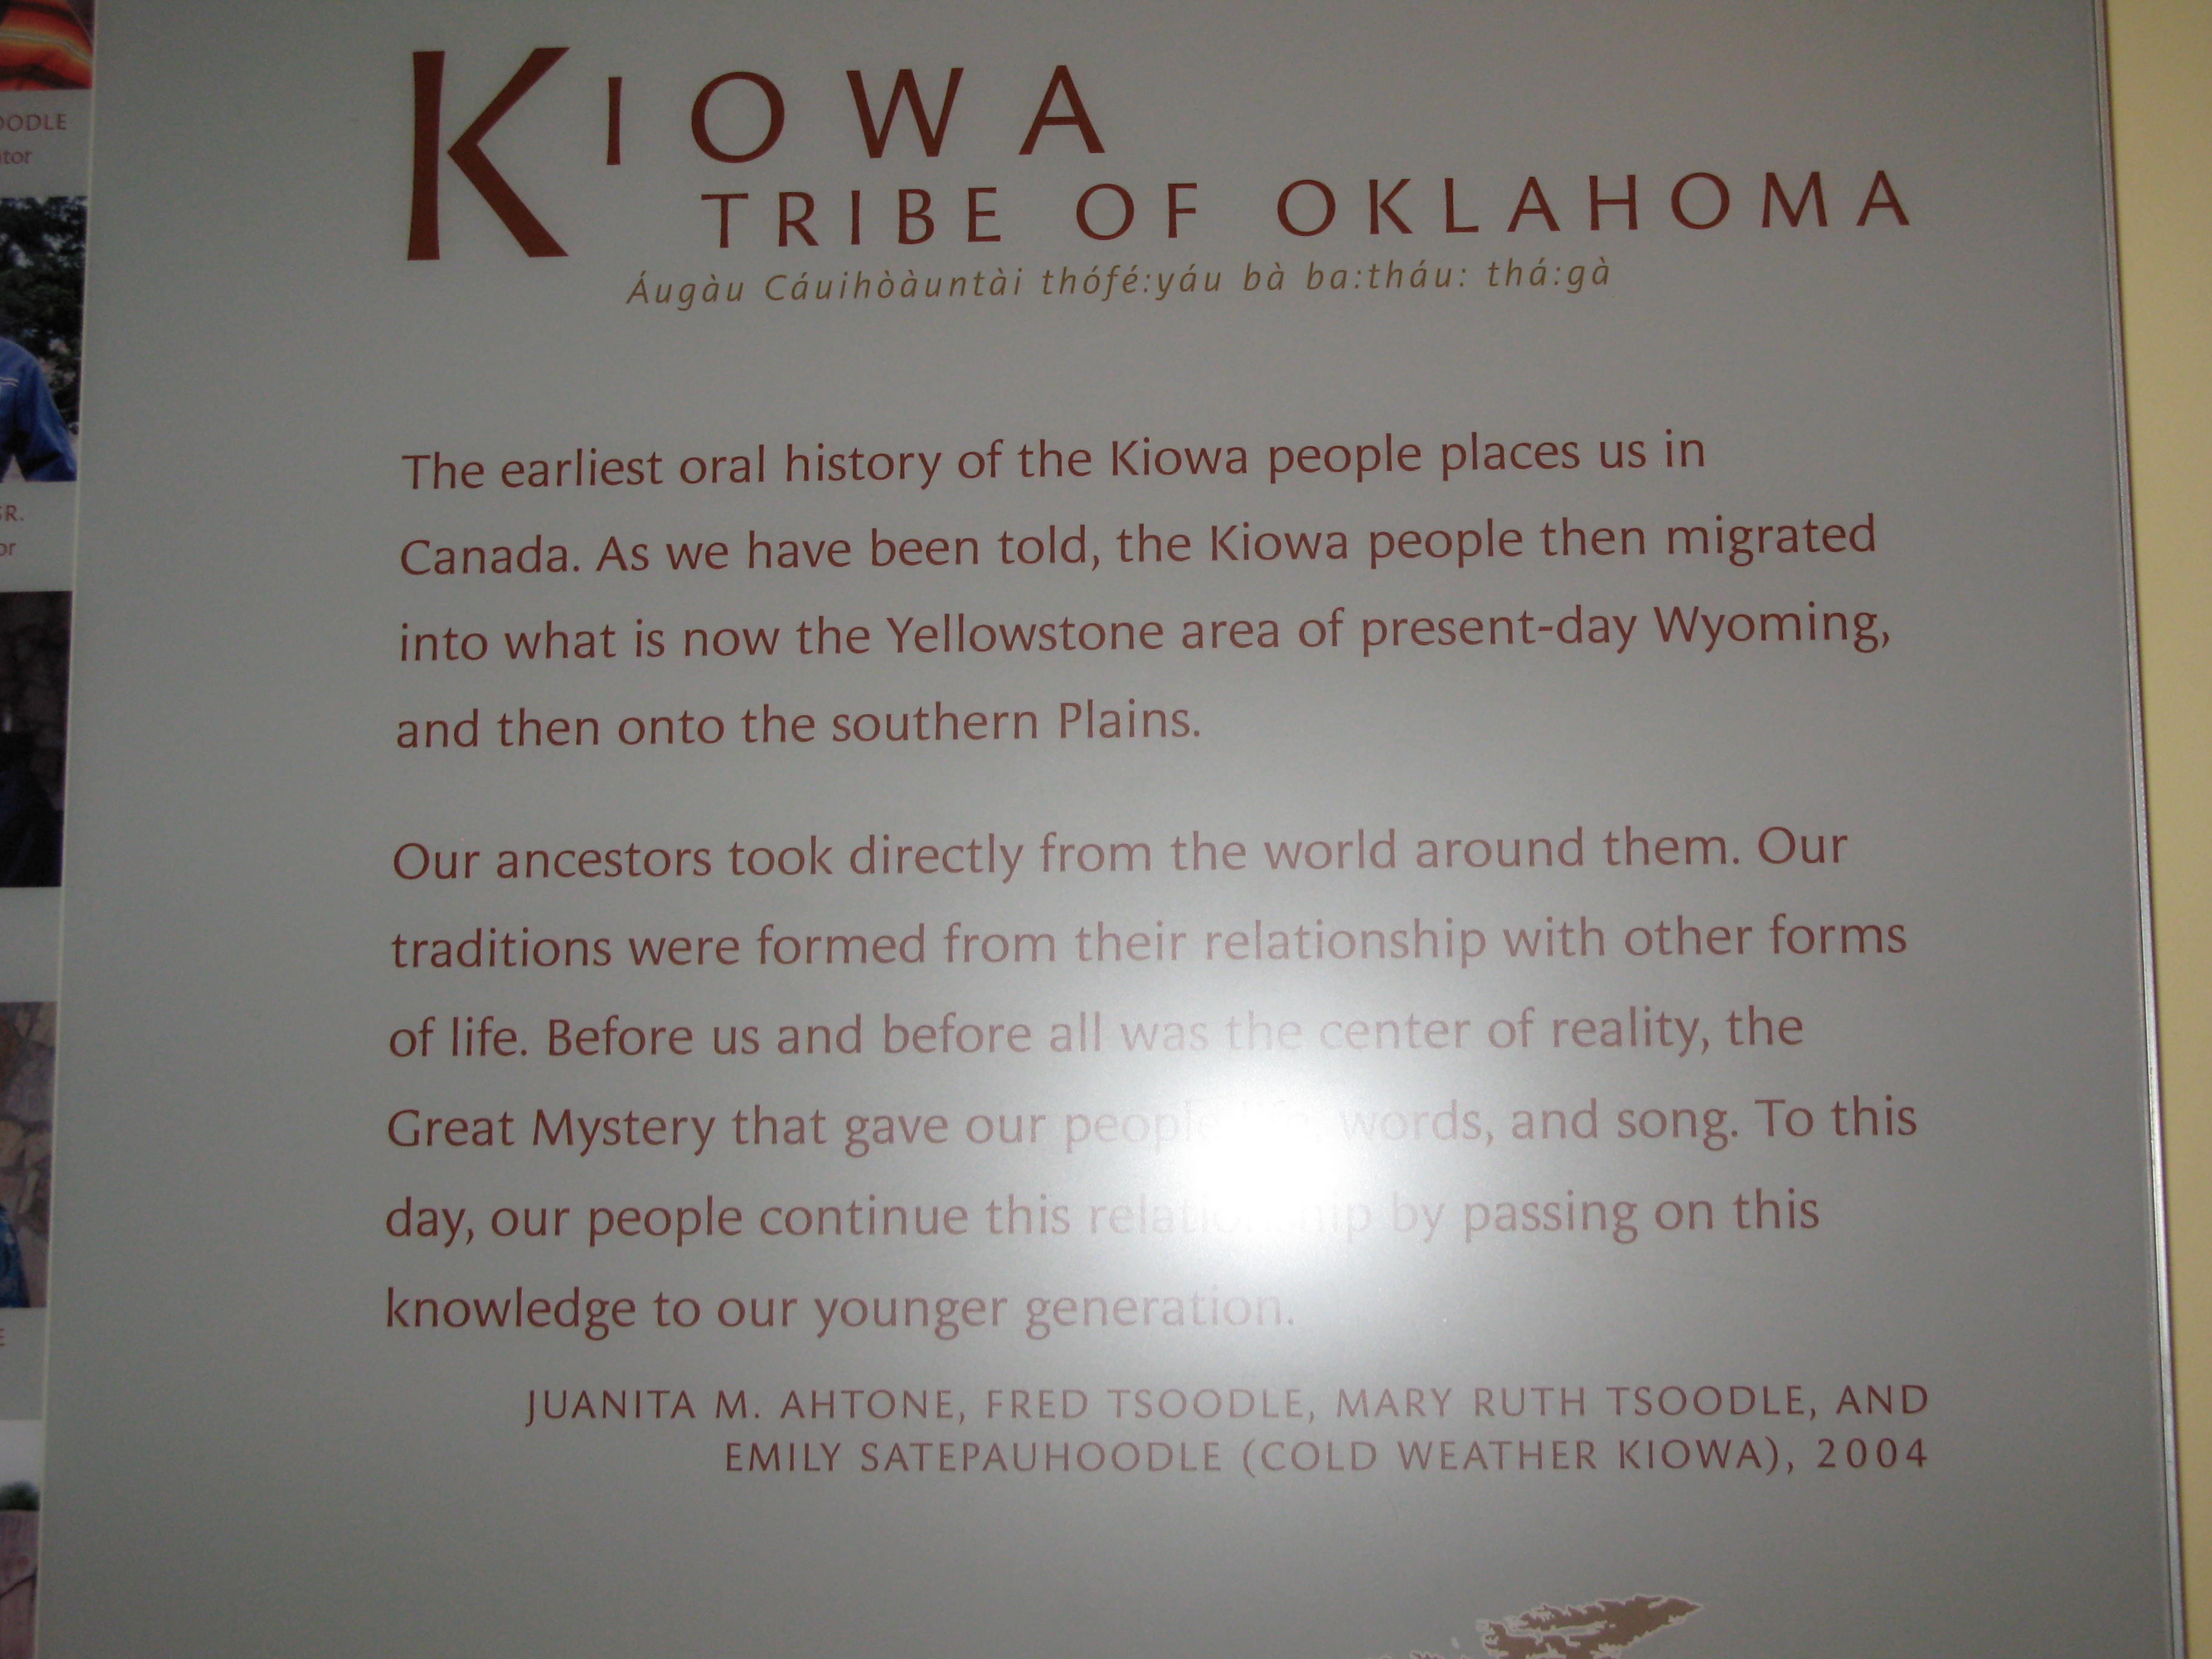 KIOWA
TRIBE OF OKLAHOMA
Áugàu Cáuihòàuntài thófé:yáu bà ba:tháu: thá:gà
The earliest oral history of the Kiowa people places us in
Canada. As we have been told, the Kiowa people then migrated
into what is now the Yellowstone area of present-day Wyoming,
and then onto the southern Plains.
Our ancestors took directly from the world around them. Our
traditions were formed from their relationship with other forms
of life. Before us and before all was the center of reality, the
Great Mystery that gave our people life, words, and song. To this
day, our people continue this relationship by passing on this
knowledge to our younger generation.
JUANITA M. AHTONE, FRED TSOODLE, MARY RUTH TSOODLE, AND
EMILY SATEPAUHOODLE (COLD WEATHER KIOWA), 2004